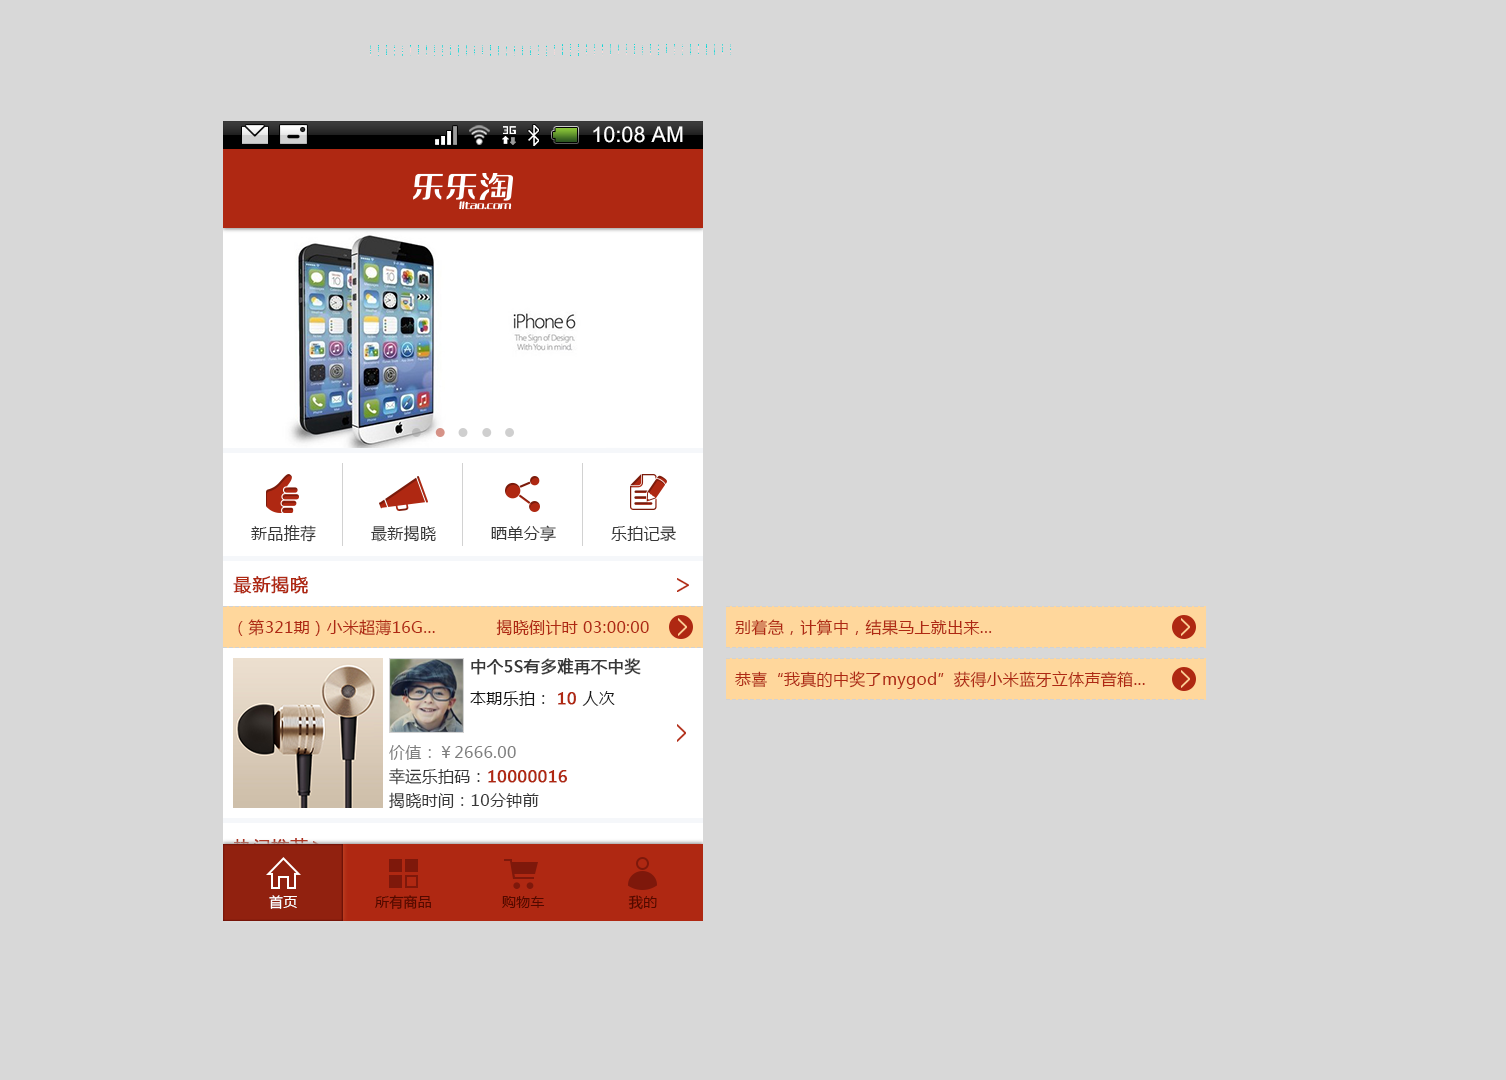 10:08 AM
乐乐淘
lltao.com
iPhone 6
The Sign of Design.
With You in mind.
新品推荐
最新揭晓
晒单分享
乐拍记录
最新揭晓 >
（第321期）小米超薄16G... 揭晓倒计时 03:00:00
别着急，计算中，结果马上就出来...
恭喜“我真的中奖了mygod”获得小米蓝牙立体声音箱...
中个5S有多难再不中奖
本期乐拍： 10 人次
价值：￥2666.00
幸运乐拍码：10000016
揭晓时间：10分钟前
首页
所有商品
购物车
我的